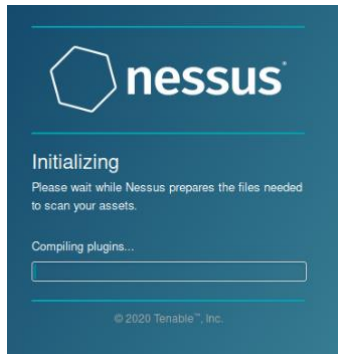 nessus
Initializing
Please wait while Nessus prepares the files needed
to scan your assets.
Compiling plugins...
© 2020 Tenable™, Inc.